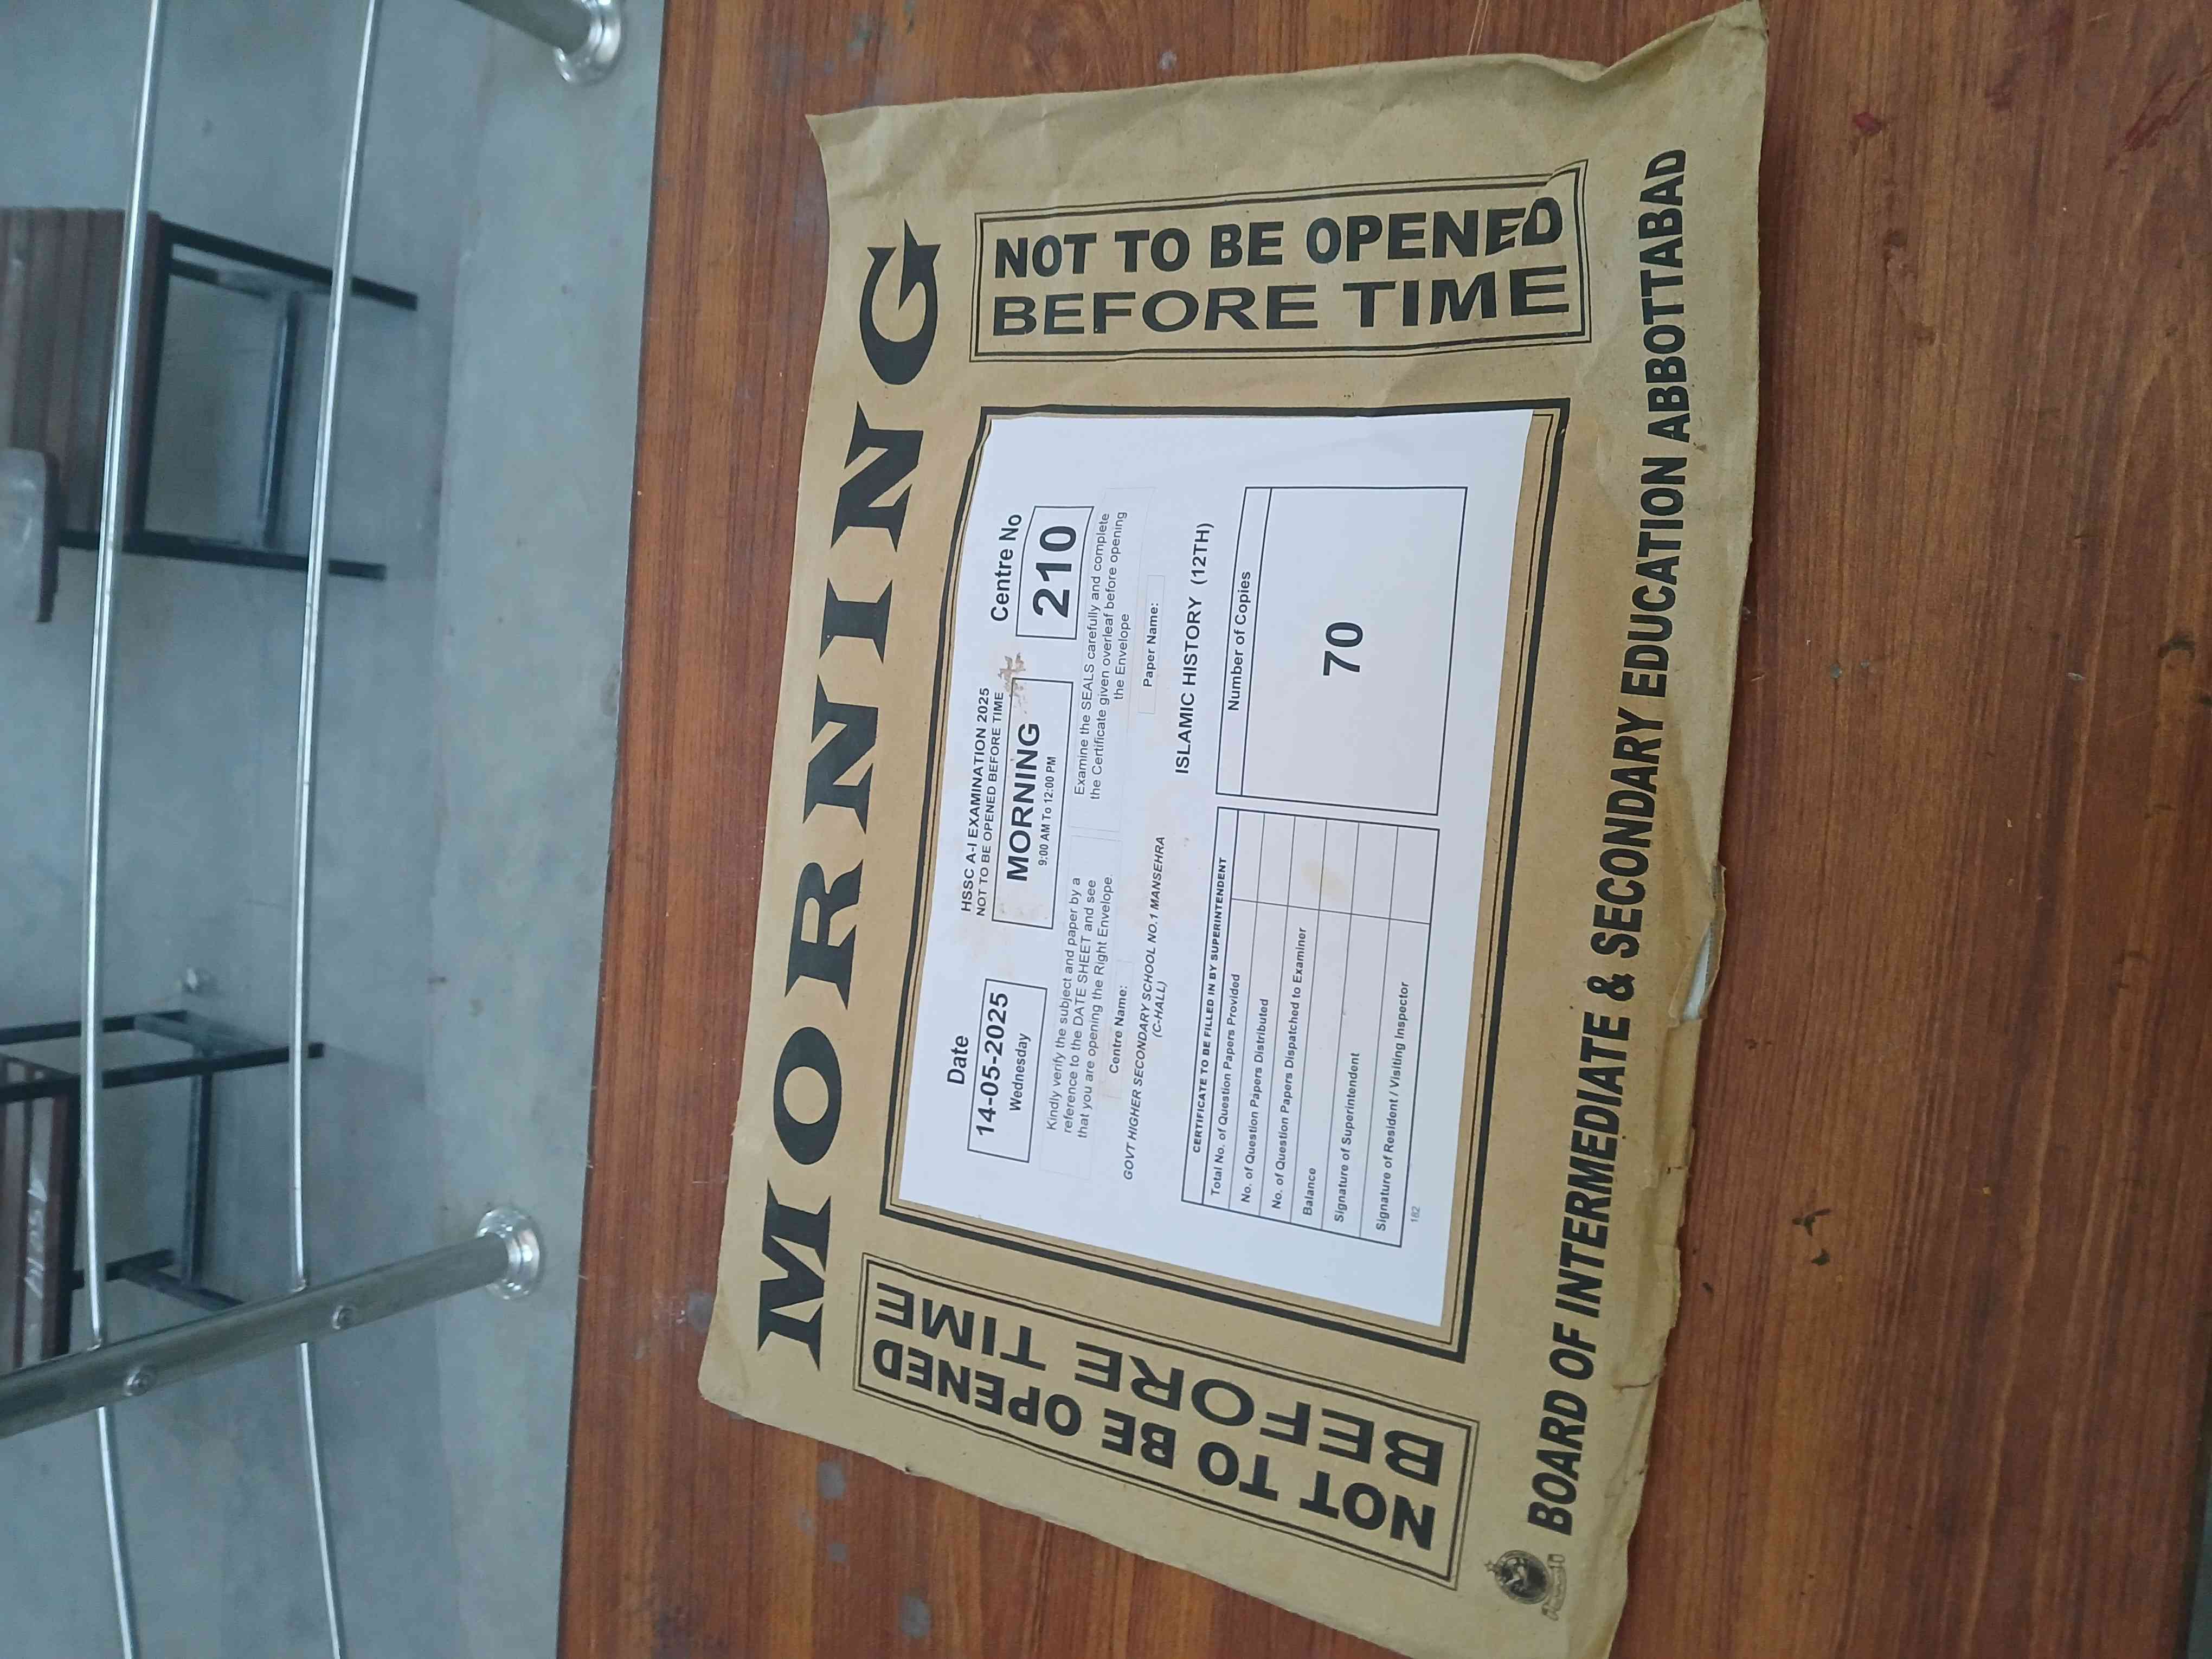 MORNING
NOT TO BE OPENED
BEFORE TIME
HSSC A-I EXAMINATION 2025
NOT TO BE OPENED BEFORE TIME
Date
14-05-2025
Wednesday
MORNING
9:00 AM To 12:00 PM
Centre No
210
Kindly verify the subject and paper by a
reference to the DATE SHEET and see
that you are opening the Right Envelope.
Examine the SEALS carefully and complete
the Certificate given overleaf before opening
the Envelope
Centre Name:
GOVT HIGHER SECONDARY SCHOOL NO.1 MANSEHRA
(C-HALL)
Paper Name:
ISLAMIC HISTORY (12TH)
CERTIFICATE TO BE FILLED IN BY SUPERINTENDENT
Total No. of Question Papers Provided
No. of Question Papers Distributed
No. of Question Papers Dispatched to Examiner
Balance
Signature of Superintendent
Signature of Resident / Visiting Inspector
182
Number of Copies
70
NOT TO BE OPENED
BEFORE TIME
BOARD OF INTERMEDIATE & SECONDARY EDUCATION ABBOTTABAD